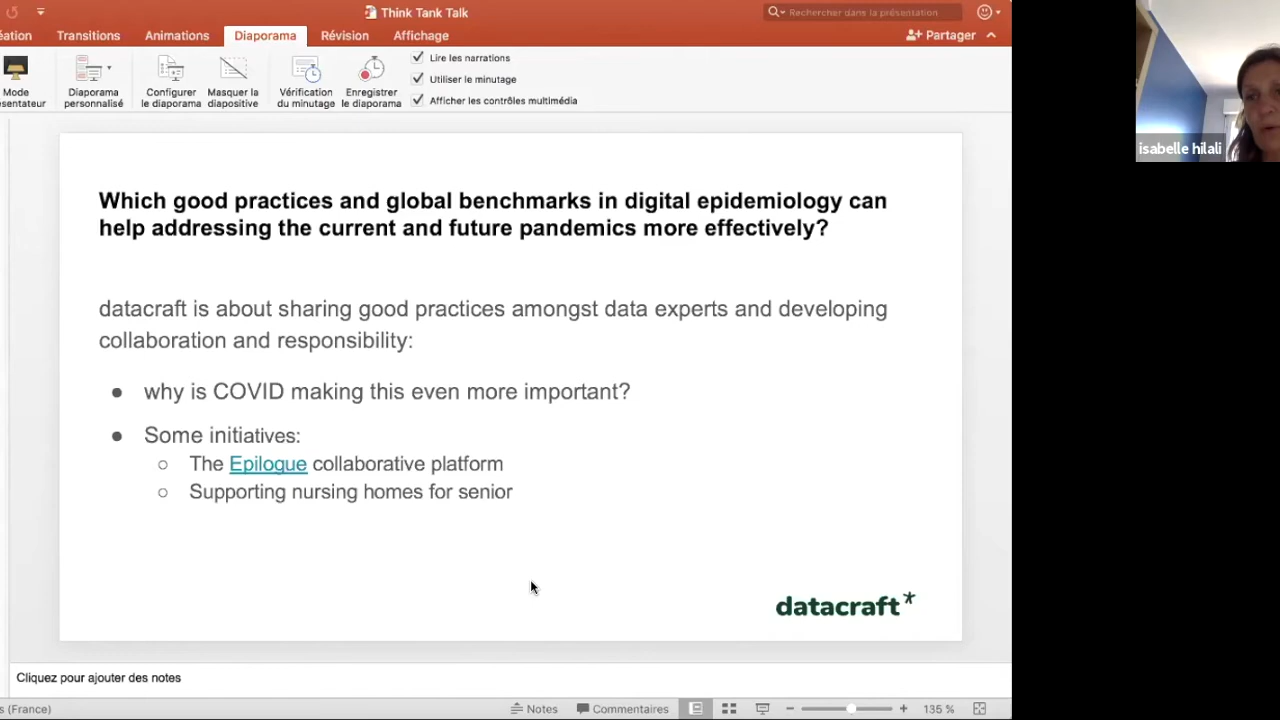 Think Tank Talk
Rechercher dans la présentation
éation
Transitions
Animations
Diaporama
Révision
Affichage
Partager
Mode
ésentateur
Diaporama
personnalisé
Configurer
le diaporama
Masquer la
diapositive
Vérification
du minutage
Enregistrer
le diaporama
Lire les narrations
Utiliser le minutage
Afficher les contrôles multimédia
isabelle hilali
Which good practices and global benchmarks in digital epidemiology can
help addressing the current and future pandemics more effectively?
datacraft is about sharing good practices amongst data experts and developing
collaboration and responsibility:
● why is COVID making this even more important?
● Some initiatives:
○ The Epilogue collaborative platform
○ Supporting nursing homes for senior
datacraft*
Cliquez pour ajouter des notes
s (France)
Notes
Commentaires
135 %